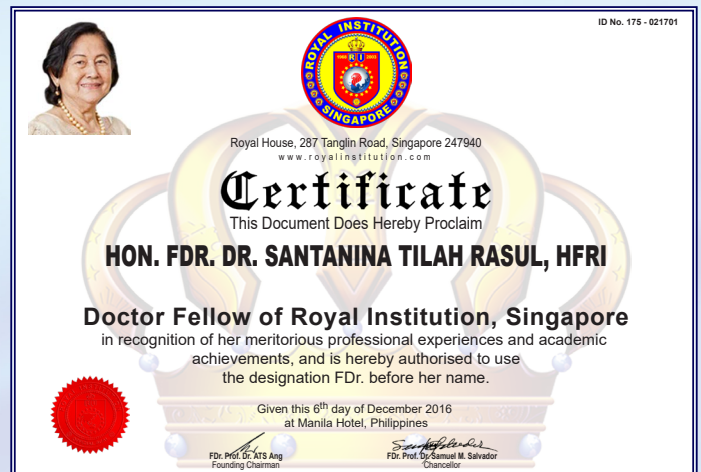 ID No. 175 - 021701
ROYAL INSTITUTION
R I
SINGAPORE
Royal House, 287 Tanglin Road, Singapore 247940
www.royalinstitution.com
Certificate
This Document Does Hereby Proclaim
HON. FDR. DR. SANTANINA TILAH RASUL, HFRI
Doctor Fellow of Royal Institution, Singapore
in recognition of her meritorious professional experiences and academic
achievements, and is hereby authorised to use
the designation FDr. before her name.
Given this 6th day of December 2016
at Manila Hotel, Philippines
FDr. Prof. Dr. ATS Ang
Founding Chairman
FDr. Prof. Dr. Samuel M. Salvador
Chancellor